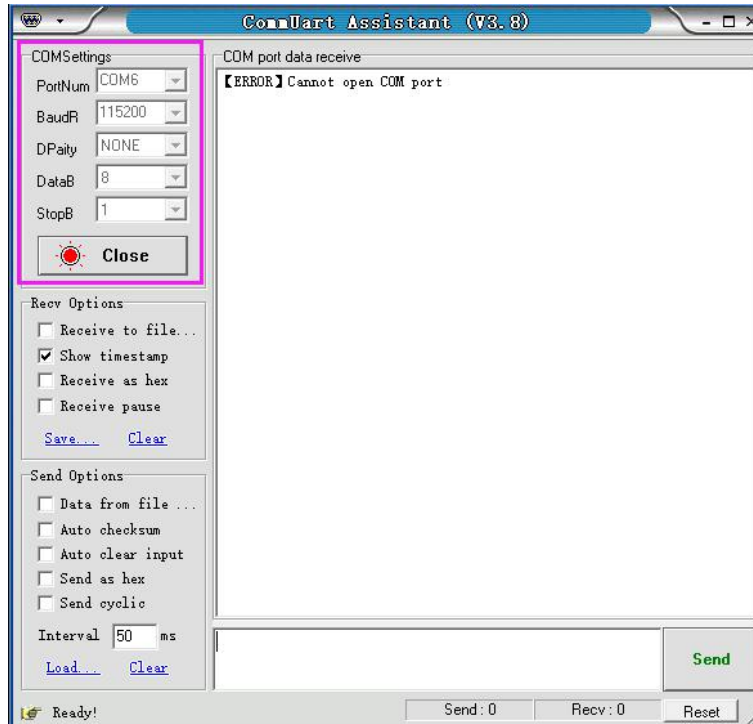 CommUart Assistant (V3.8)
COMSettings
PortNum COM6
BaudR 115200
DPaity NONE
DataB 8
StopB 1
Close
Recv Options
Receive to file...
Show timestamp
Receive as hex
Receive pause
Save... Clear
Send Options
Data from file ...
Auto checksum
Auto clear input
Send as hex
Send cyclic
Interval 50 ms
Load... Clear
COM port data receive
【ERROR】Cannot open COM port
Send
Ready!
Send : 0 Recv : 0 Reset